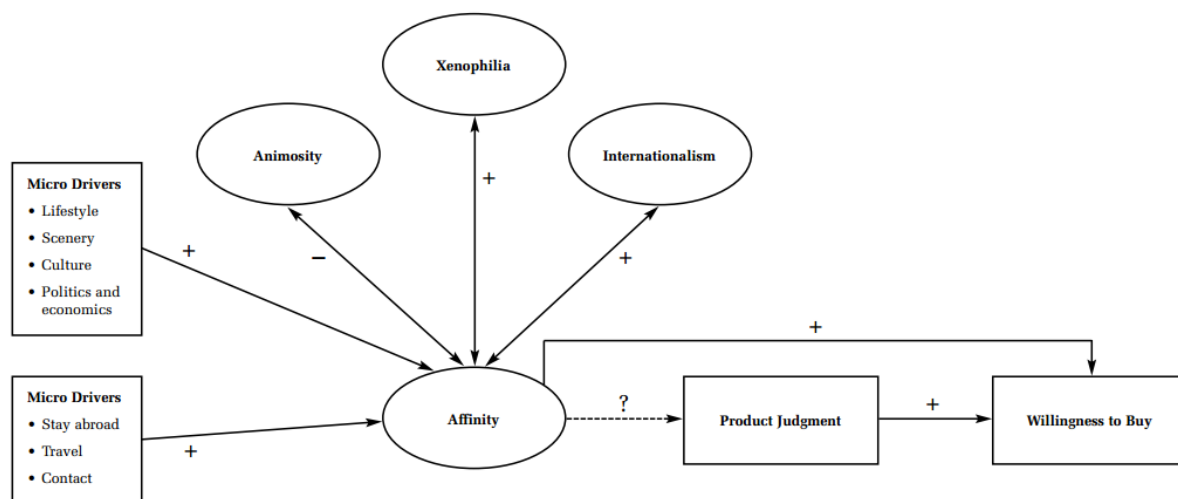 Xenophilia
Animosity
Internationalism
+
Micro Drivers
• Lifestyle
• Scenery
• Culture
• Politics and
economics
+
−
+
+
Micro Drivers
• Stay abroad
• Travel
• Contact
+
Affinity
?
Product Judgment
+
Willingness to Buy